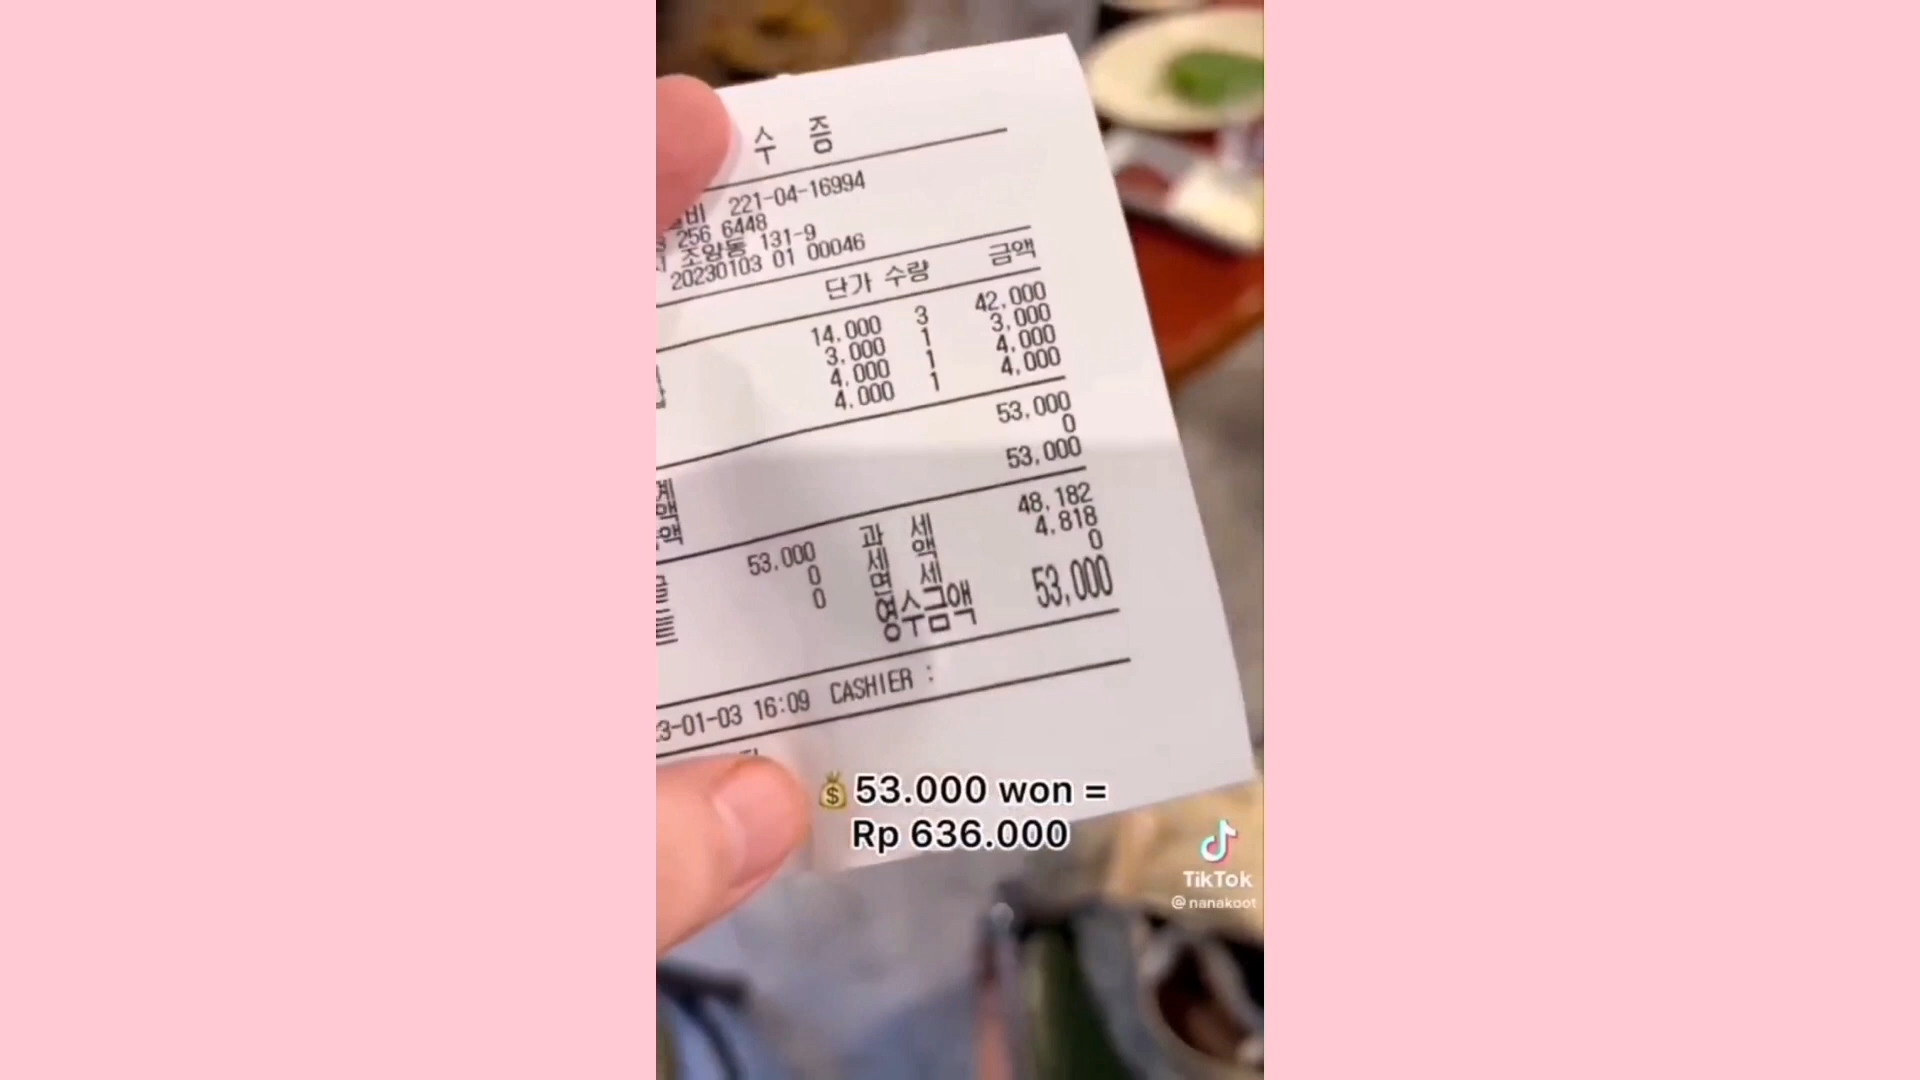 수 증
비 221-04-16994
256 6448
조양동 131-9
20230103 01 00046
단가 수량 금액
14,000 3 42,000
3,000 1 3,000
4,000 1 4,000
4,000 1 4,000
53,000
0
53,000
53,000 과 세 48,182
0 세 액 4,818
0 면 세 0
영수금액 53,000
3-01-03 16:09 CASHIER :
💰53.000 won =
Rp 636.000
TikTok
@nanakoot